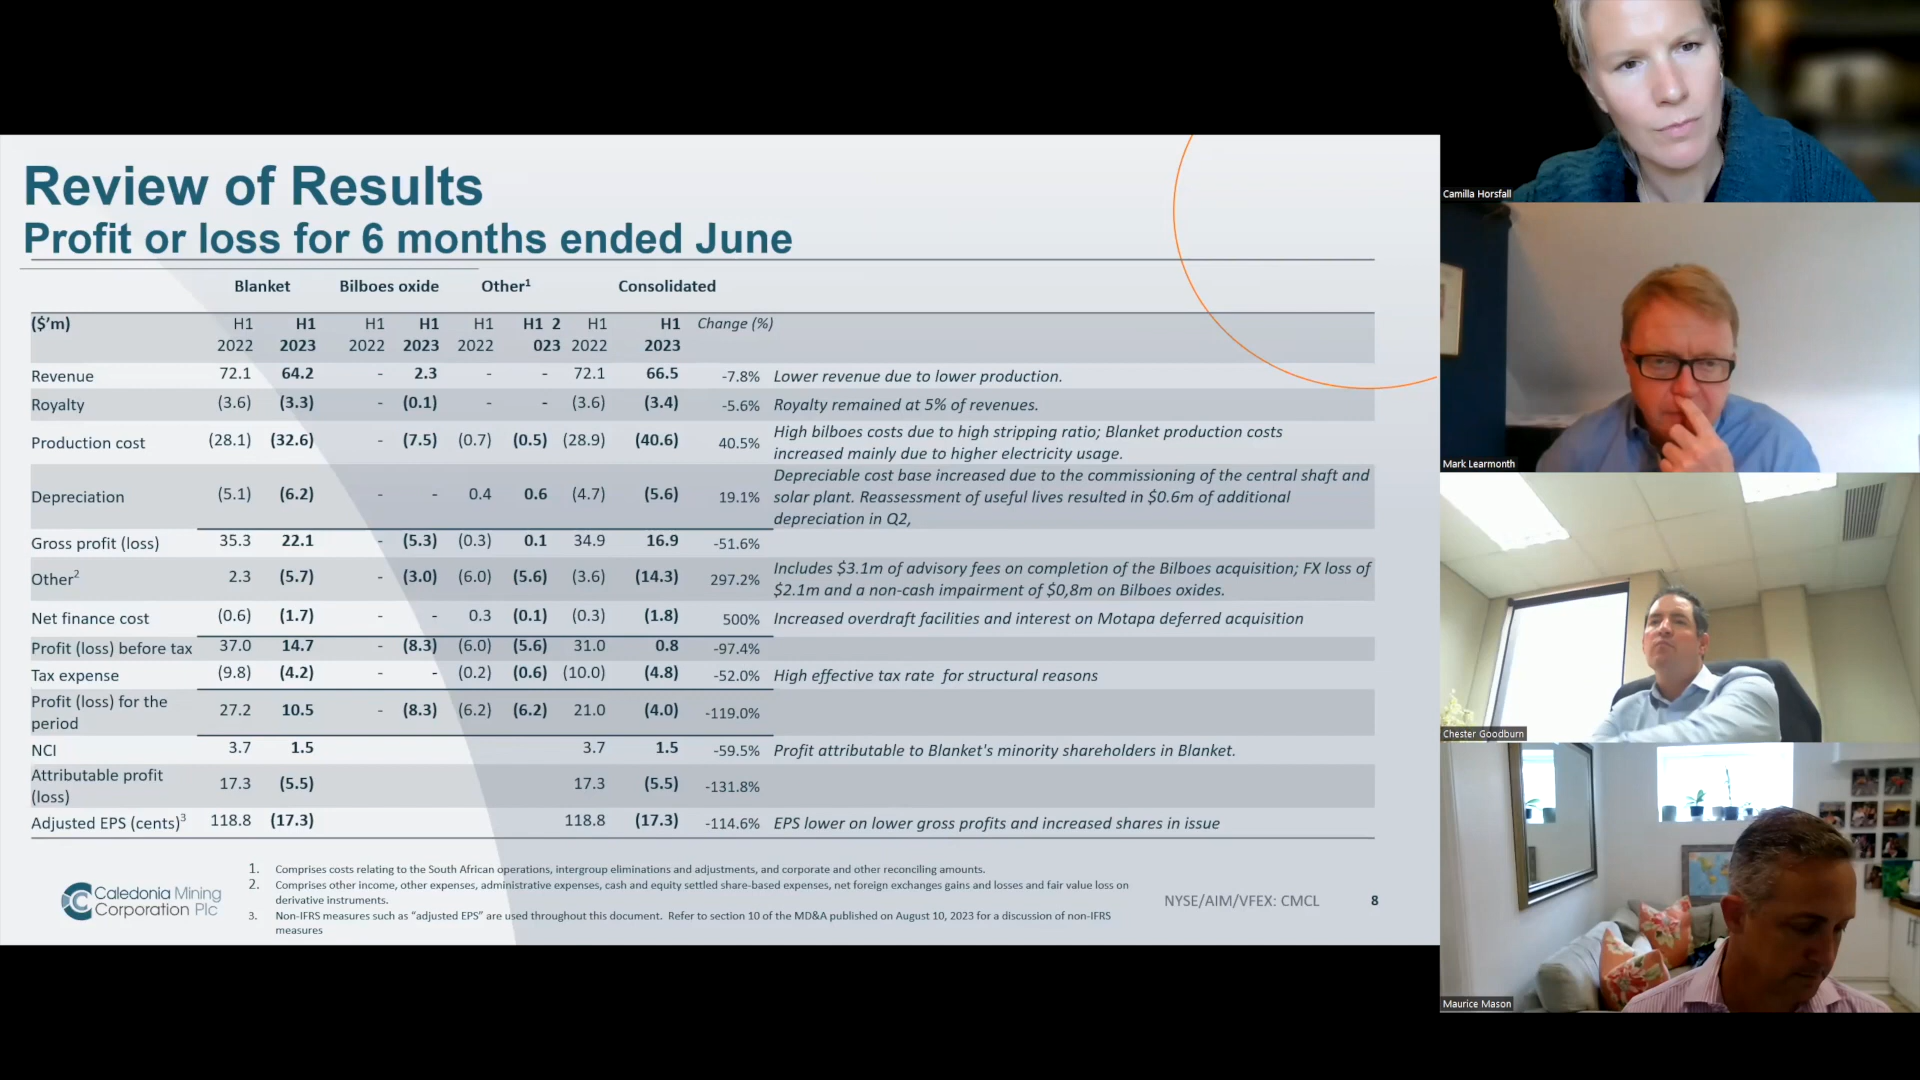 Review of Results
Profit or loss for 6 months ended June
Blanket Bilboes oxide Other1 Consolidated
($'m) H1 2022 H1 2023 H1 2022 H1 2023 H1 2022 H1 2023 H1 2022 H1 2023 Change (%)
Revenue 72.1 64.2 - 2.3 - - 72.1 66.5 -7.8% Lower revenue due to lower production.
Royalty (3.6) (3.3) - (0.1) - - (3.6) (3.4) -5.6% Royalty remained at 5% of revenues.
Production cost (28.1) (32.6) - (7.5) (0.7) (0.5) (28.9) (40.6) 40.5% High bilboes costs due to high stripping ratio; Blanket production costs
increased mainly due to higher electricity usage.
Depreciation (5.1) (6.2) - - 0.4 0.6 (4.7) (5.6) 19.1% Depreciable cost base increased due to the commissioning of the central shaft and
solar plant. Reassessment of useful lives resulted in $0.6m of additional
depreciation in Q2,
Gross profit (loss) 35.3 22.1 - (5.3) (0.3) 0.1 34.9 16.9 -51.6%
Other2 2.3 (5.7) - (3.0) (6.0) (5.6) (3.6) (14.3) 297.2% Includes $3.1m of advisory fees on completion of the Bilboes acquisition; FX loss of
$2.1m and a non-cash impairment of $0,8m on Bilboes oxides.
Net finance cost (0.6) (1.7) - - 0.3 (0.1) (0.3) (1.8) 500% Increased overdraft facilities and interest on Motapa deferred acquisition
Profit (loss) before tax 37.0 14.7 - (8.3) (6.0) (5.6) 31.0 0.8 -97.4%
Tax expense (9.8) (4.2) - - (0.2) (0.6) (10.0) (4.8) -52.0% High effective tax rate for structural reasons
Profit (loss) for the
period 27.2 10.5 - (8.3) (6.2) (6.2) 21.0 (4.0) -119.0%
NCI 3.7 1.5 3.7 1.5 -59.5% Profit attributable to Blanket's minority shareholders in Blanket.
Attributable profit
(loss) 17.3 (5.5) 17.3 (5.5) -131.8%
Adjusted EPS (cents)3 118.8 (17.3) 118.8 (17.3) -114.6% EPS lower on lower gross profits and increased shares in issue
1. Comprises costs relating to the South African operations, intergroup eliminations and adjustments, and corporate and other reconciling amounts.
2. Comprises other income, other expenses, administrative expenses, cash and equity settled share-based expenses, net foreign exchanges gains and losses and fair value loss on
derivative instruments.
3. Non-IFRS measures such as "adjusted EPS" are used throughout this document. Refer to section 10 of the MD&A published on August 10, 2023 for a discussion of non-IFRS
measures
Caledonia Mining
Corporation Plc
NYSE/AIM/VFEX: CMCL 8
Camilla Horsfall
Mark Learmonth
Chester Goodburn
Maurice Mason